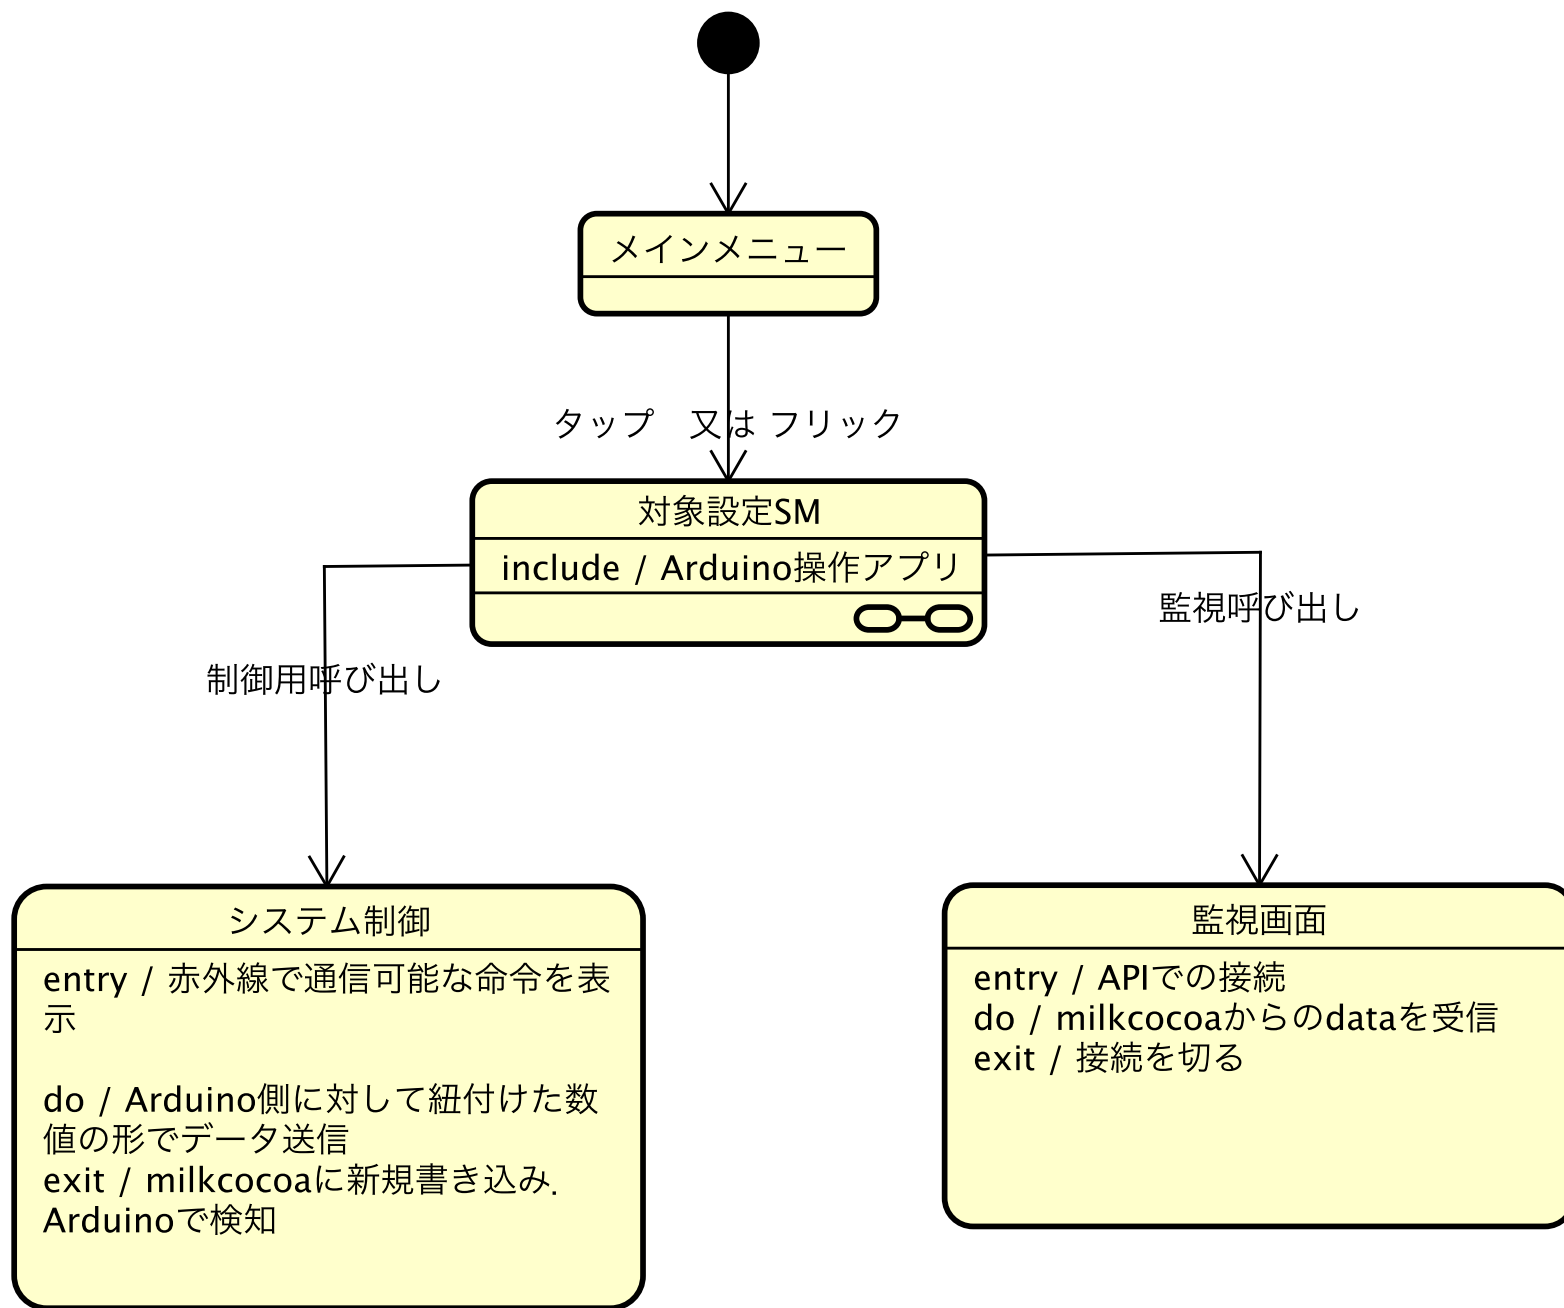 メインメニュー
タップ　又は フリック
対象設定SM
include / Arduino操作アプリ
監視呼び出し
制御用呼び出し
システム制御
entry / 赤外線で通信可能な命令を表
示
do / Arduino側に対して紐付けた数
値の形でデータ送信
exit / milkcocoaに新規書き込み．
Arduinoで検知
監視画面
entry / APIでの接続
do / milkcocoaからのdataを受信
exit / 接続を切る